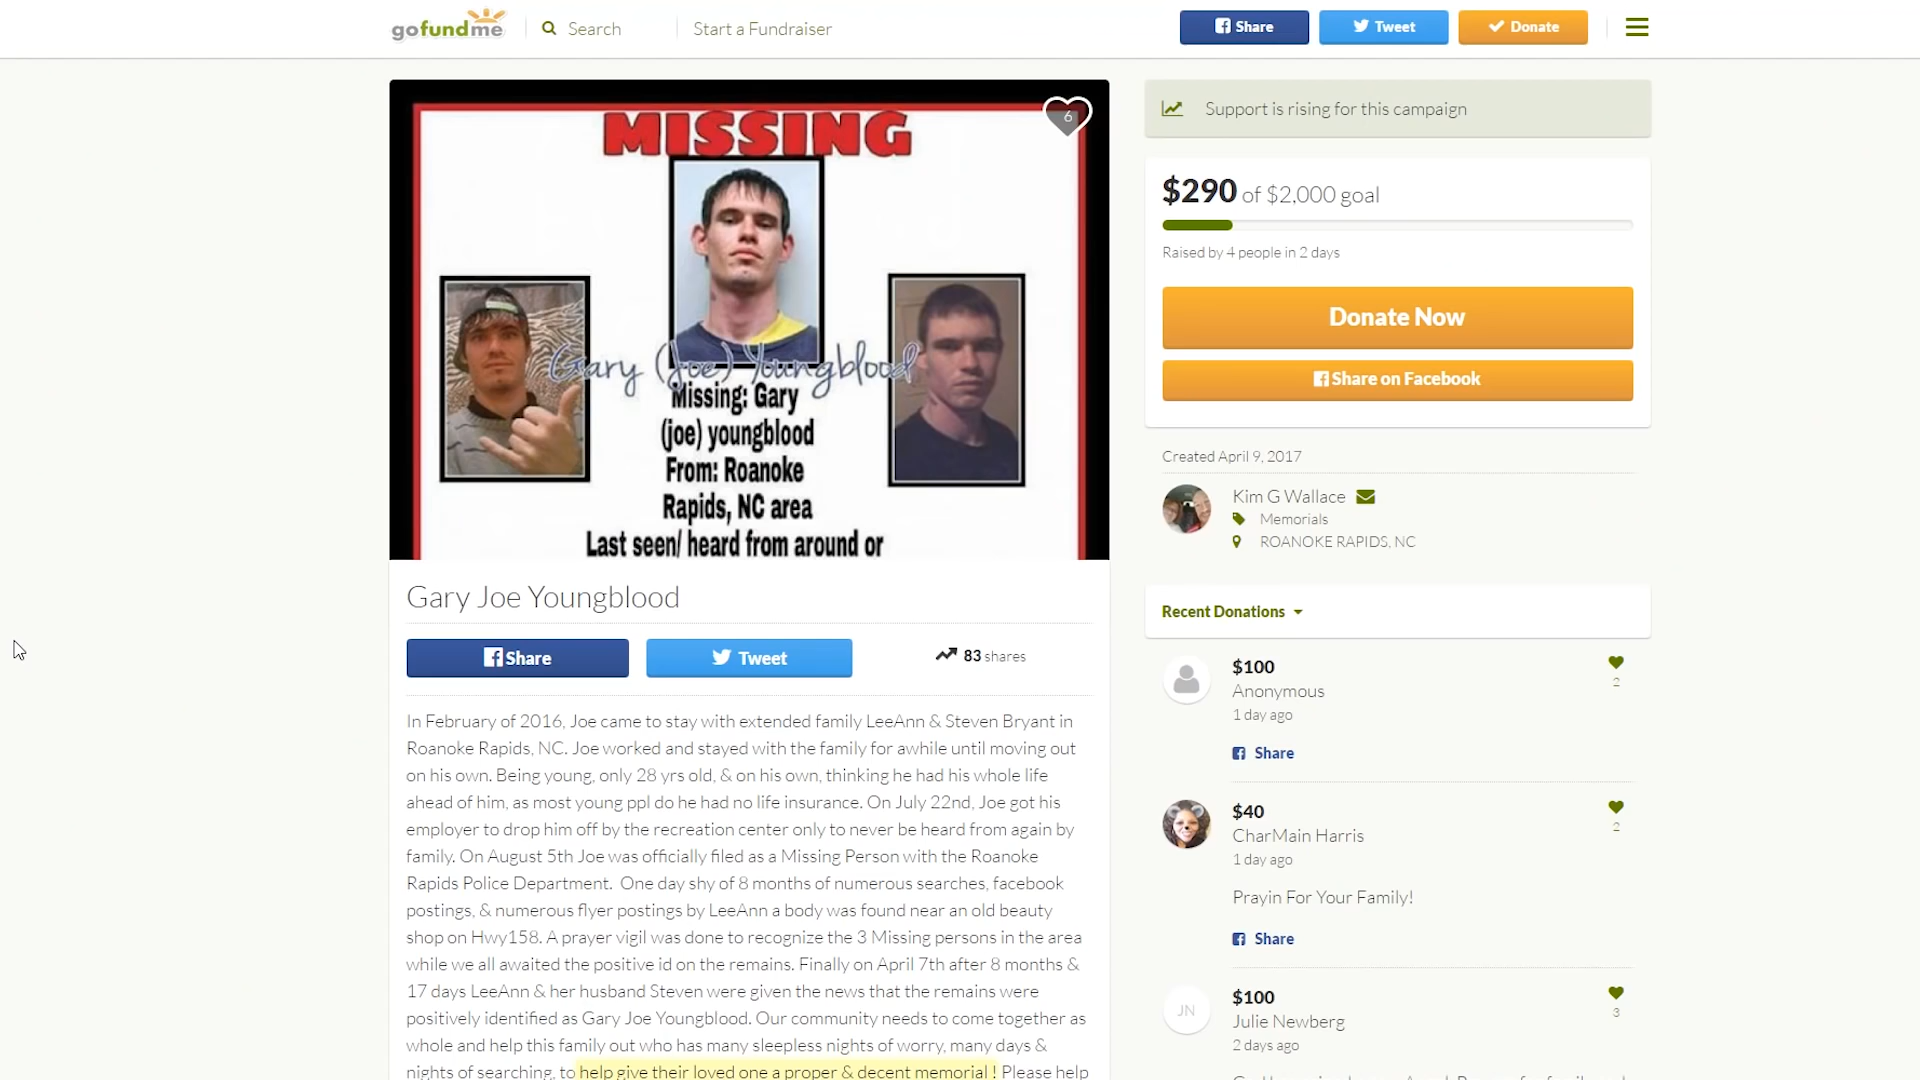 gofundme
Search
Start a Fundraiser
Share
Tweet
Donate
MISSING
6
Gary (Joe) Youngblood
Missing: Gary
(joe) youngblood
From: Roanoke
Rapids, NC area
Last seen/ heard from around or
Gary Joe Youngblood
Share
Tweet
83 shares
In February of 2016, Joe came to stay with extended family LeeAnn & Steven Bryant in
Roanoke Rapids, NC. Joe worked and stayed with the family for awhile until moving out
on his own. Being young, only 28 yrs old, & on his own, thinking he had his whole life
ahead of him, as most young ppl do he had no life insurance. On July 22nd, Joe got his
employer to drop him off by the recreation center only to never be heard from again by
family. On August 5th Joe was officially filed as a Missing Person with the Roanoke
Rapids Police Department.  One day shy of 8 months of numerous searches, facebook
postings, & numerous flyer postings by LeeAnn a body was found near an old beauty
shop on Hwy158. A prayer vigil was done to recognize the 3 Missing persons in the area
while we all awaited the positive id on the remains. Finally on April 7th after 8 months &
17 days LeeAnn & her husband Steven were given the news that the remains were
positively identified as Gary Joe Youngblood. Our community needs to come together as
whole and help this family out who has many sleepless nights of worry, many days &
nights of searching, to help give their loved one a proper & decent memorial ! Please help
Support is rising for this campaign
$290 of $2,000 goal
Raised by 4 people in 2 days
Donate Now
Share on Facebook
Created April 9, 2017
Kim G Wallace
Memorials
ROANOKE RAPIDS, NC
Recent Donations
$100
2
Anonymous
1 day ago
Share
$40
2
CharMain Harris
1 day ago
Prayin For Your Family!
Share
JN
$100
3
Julie Newberg
2 days ago